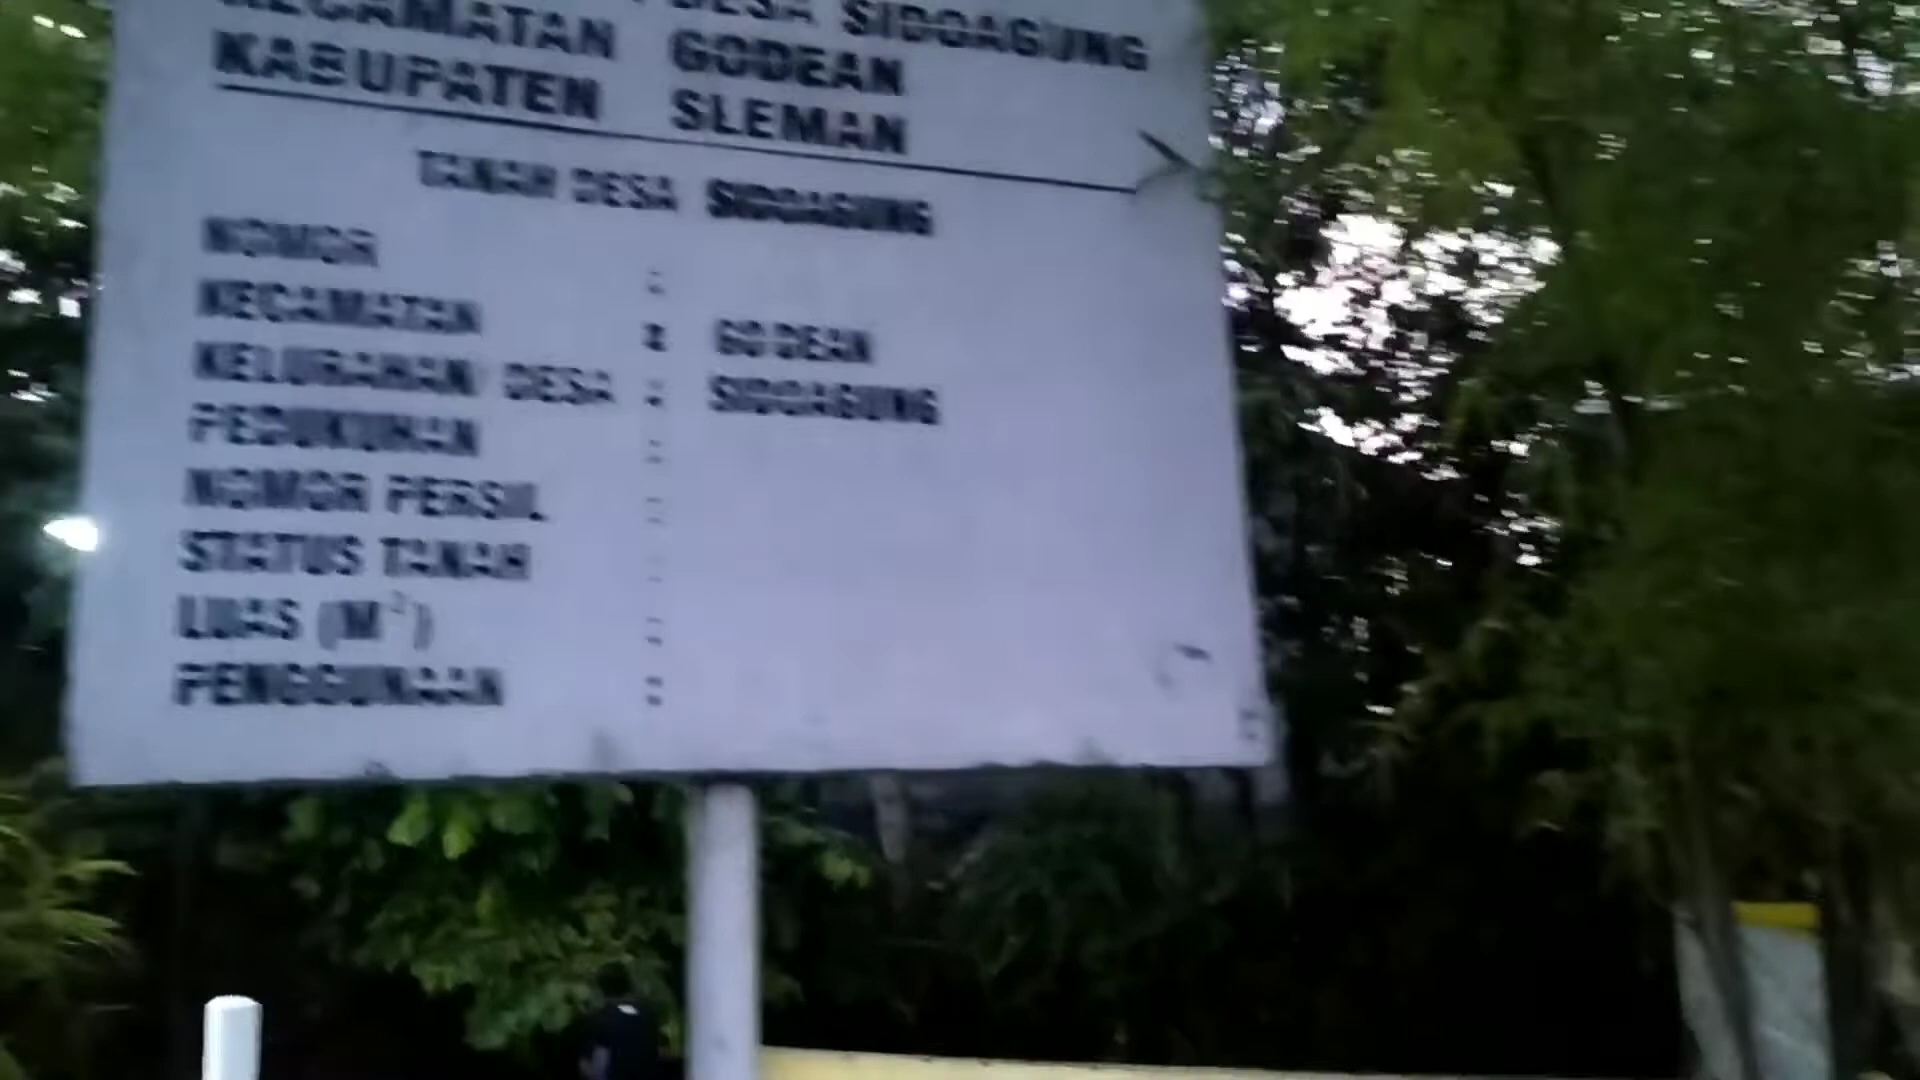 DESA SIDOAGUNG
KECAMATAN GODEAN
KABUPATEN SLEMAN
TANAH DESA SIDOAGUNG
NOMOR :
KECAMATAN : GODEAN
KELURAHAN DESA : SIDOAGUNG
PEDUKUHAN :
NOMOR PERSIL :
STATUS TANAH :
LUAS (M²) :
PENGGUNAAN :